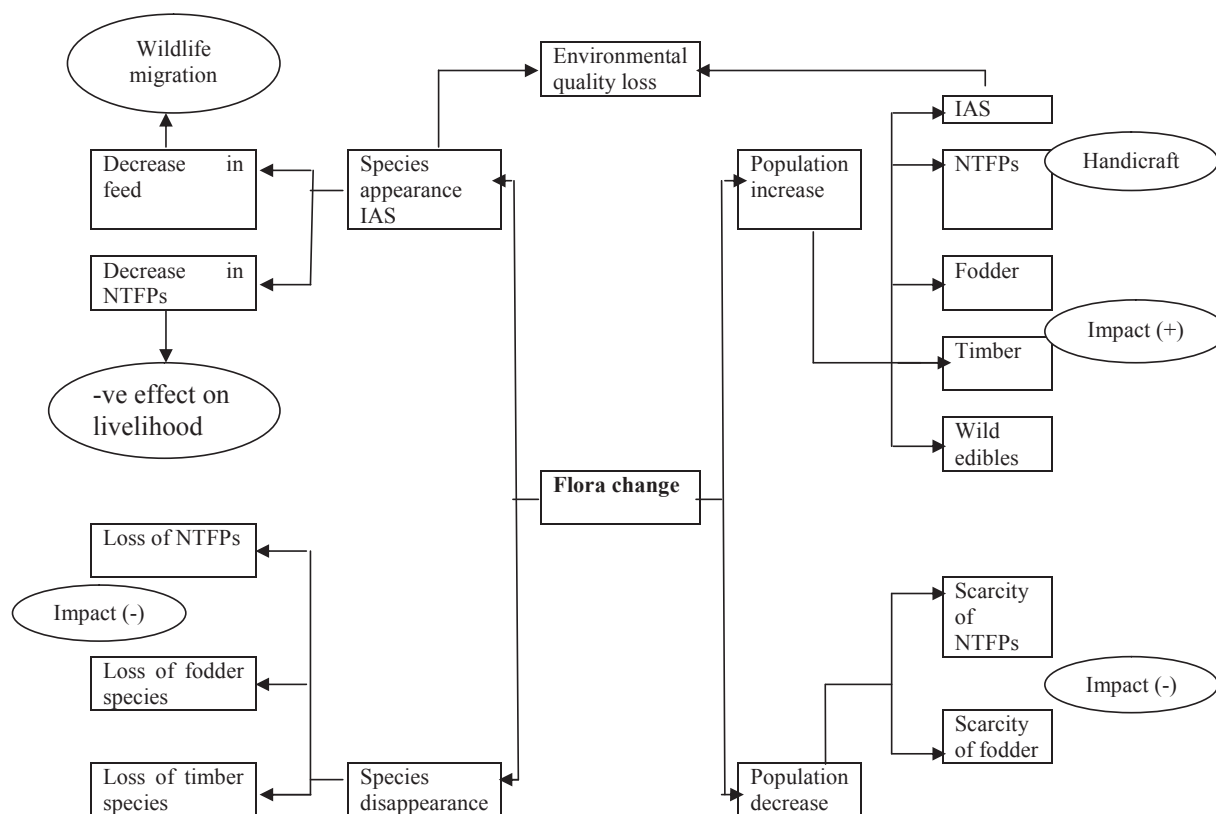 Wildlife
migration
Environmental
quality loss
IAS
Decrease in
feed
Species
appearance
IAS
Population
increase
NTFPs
Handicraft
Decrease in
NTFPs
Fodder
Impact (+)
Timber
-ve effect on
livelihood
Wild
edibles
Flora change
Loss of NTFPs
Impact (-)
Scarcity
of
NTFPs
Loss of fodder
species
Impact (-)
Scarcity
of fodder
Loss of timber
species
Species
disappearance
Population
decrease